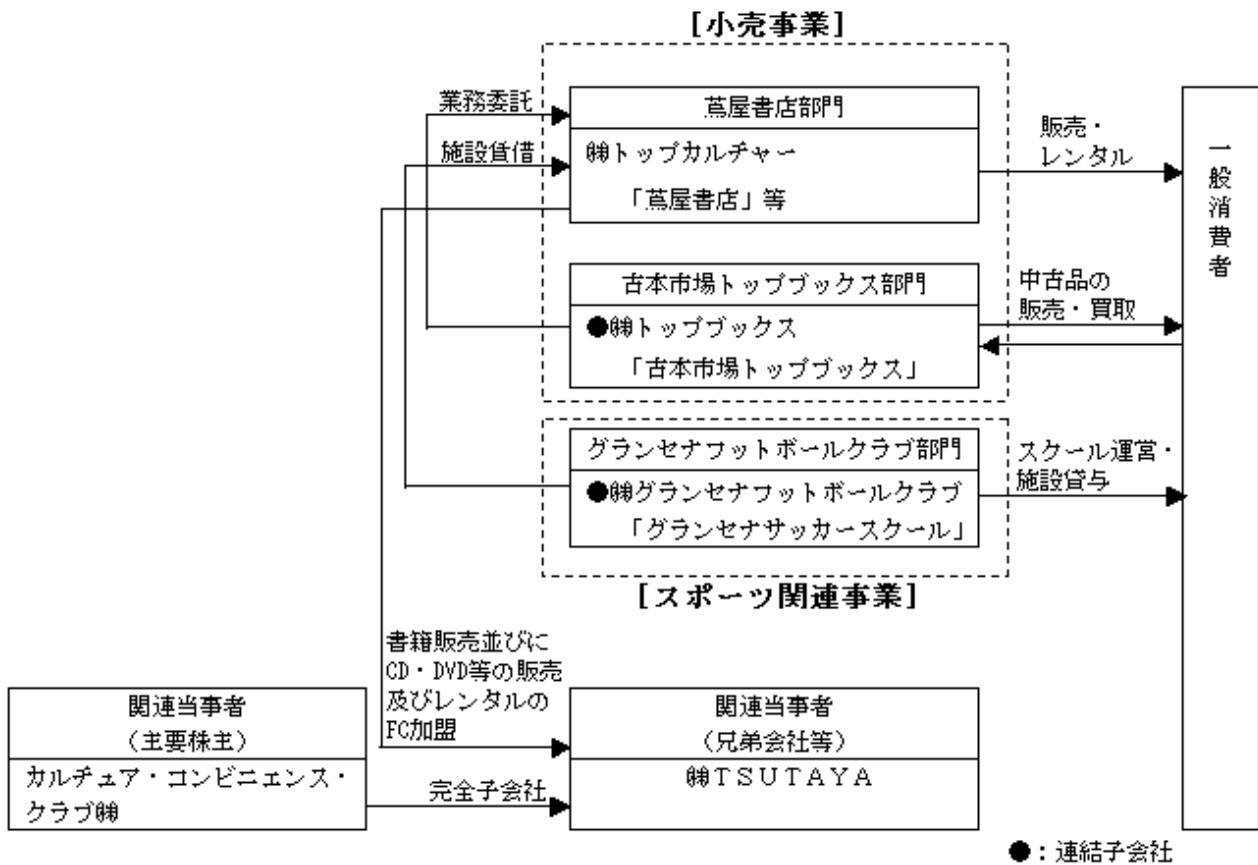 [小売事業]
業務委託
施設賃借
蔦屋書店部門
㈱トップカルチャー
「蔦屋書店」等
販売・
レンタル
一般消費者
古本市場トップブックス部門
●㈱トップブックス
「古本市場トップブックス」
中古品の
販売・買取
グランセナフットボールクラブ部門
●㈱グランセナフットボールクラブ
「グランセナサッカースクール」
スクール運営・
施設貸与
[スポーツ関連事業]
書籍販売並びに
CD・DVD等の販売
及びレンタルの
FC加盟
関連当事者
（主要株主）
カルチュア・コンビニエンス・
クラブ㈱
完全子会社
関連当事者
（兄弟会社等）
㈱ＴＳＵＴＡＹＡ
●：連結子会社